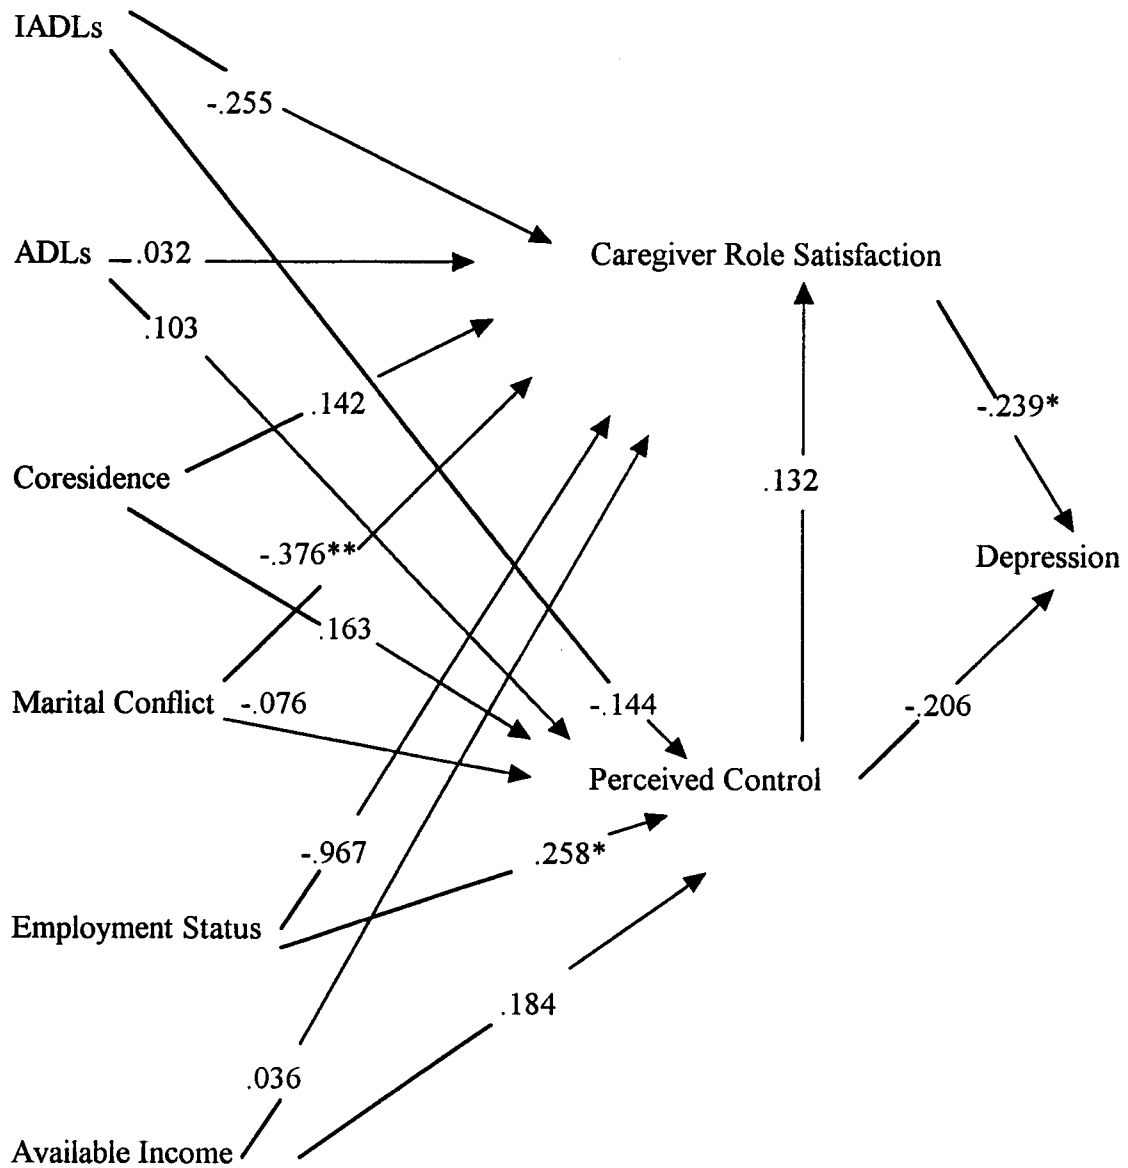 IADLs
-.255
ADLs
-.032
Caregiver Role Satisfaction
.103
.142
-.239*
Coresidence
.132
-.376**
Depression
.163
Marital Conflict
-.076
-.144
-.206
Perceived Control
-.967
.258*
Employment Status
.184
.036
Available Income